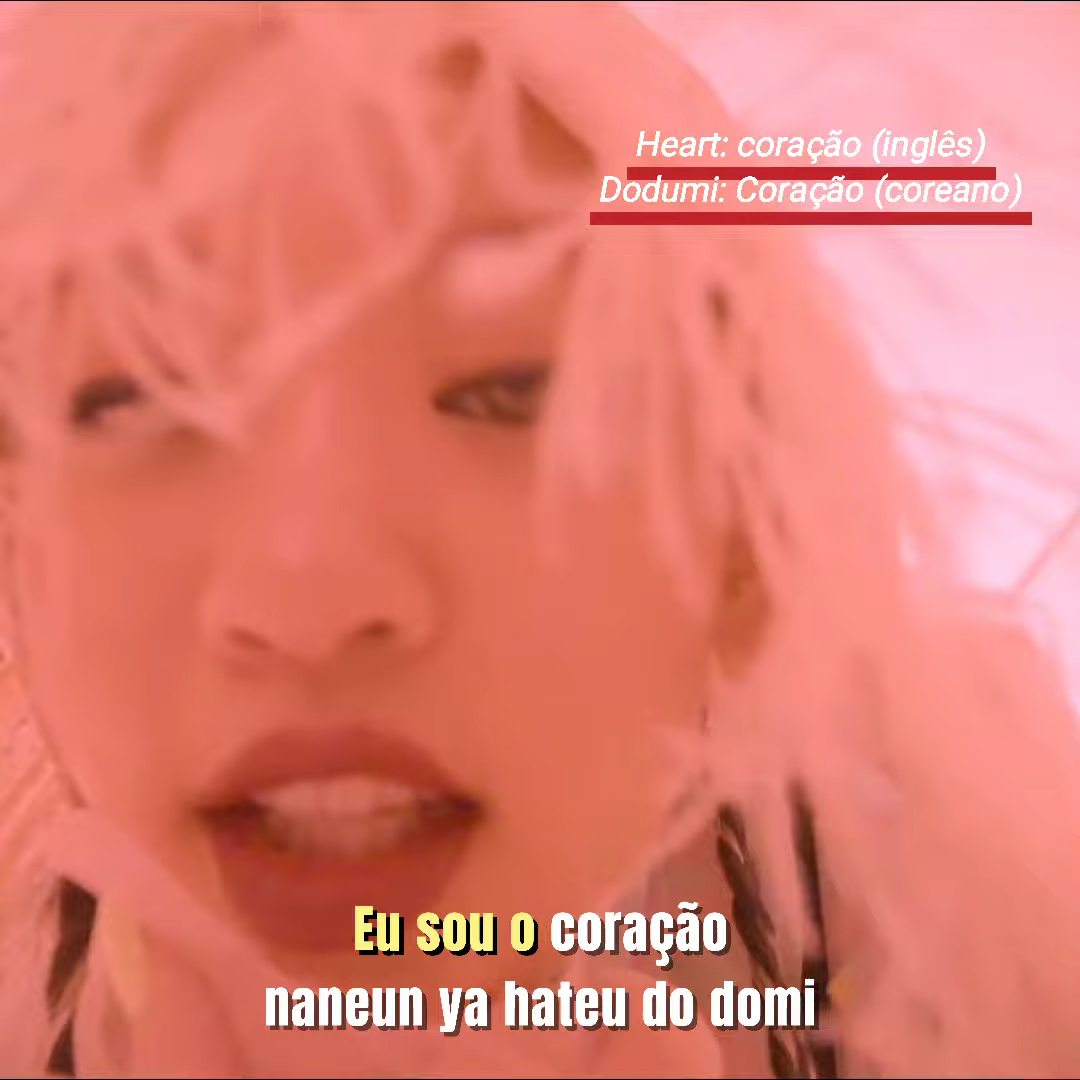 Heart: coração (inglês)
Dodumi: Coração (coreano)
Eu sou o coração
naneun ya hateu do domi